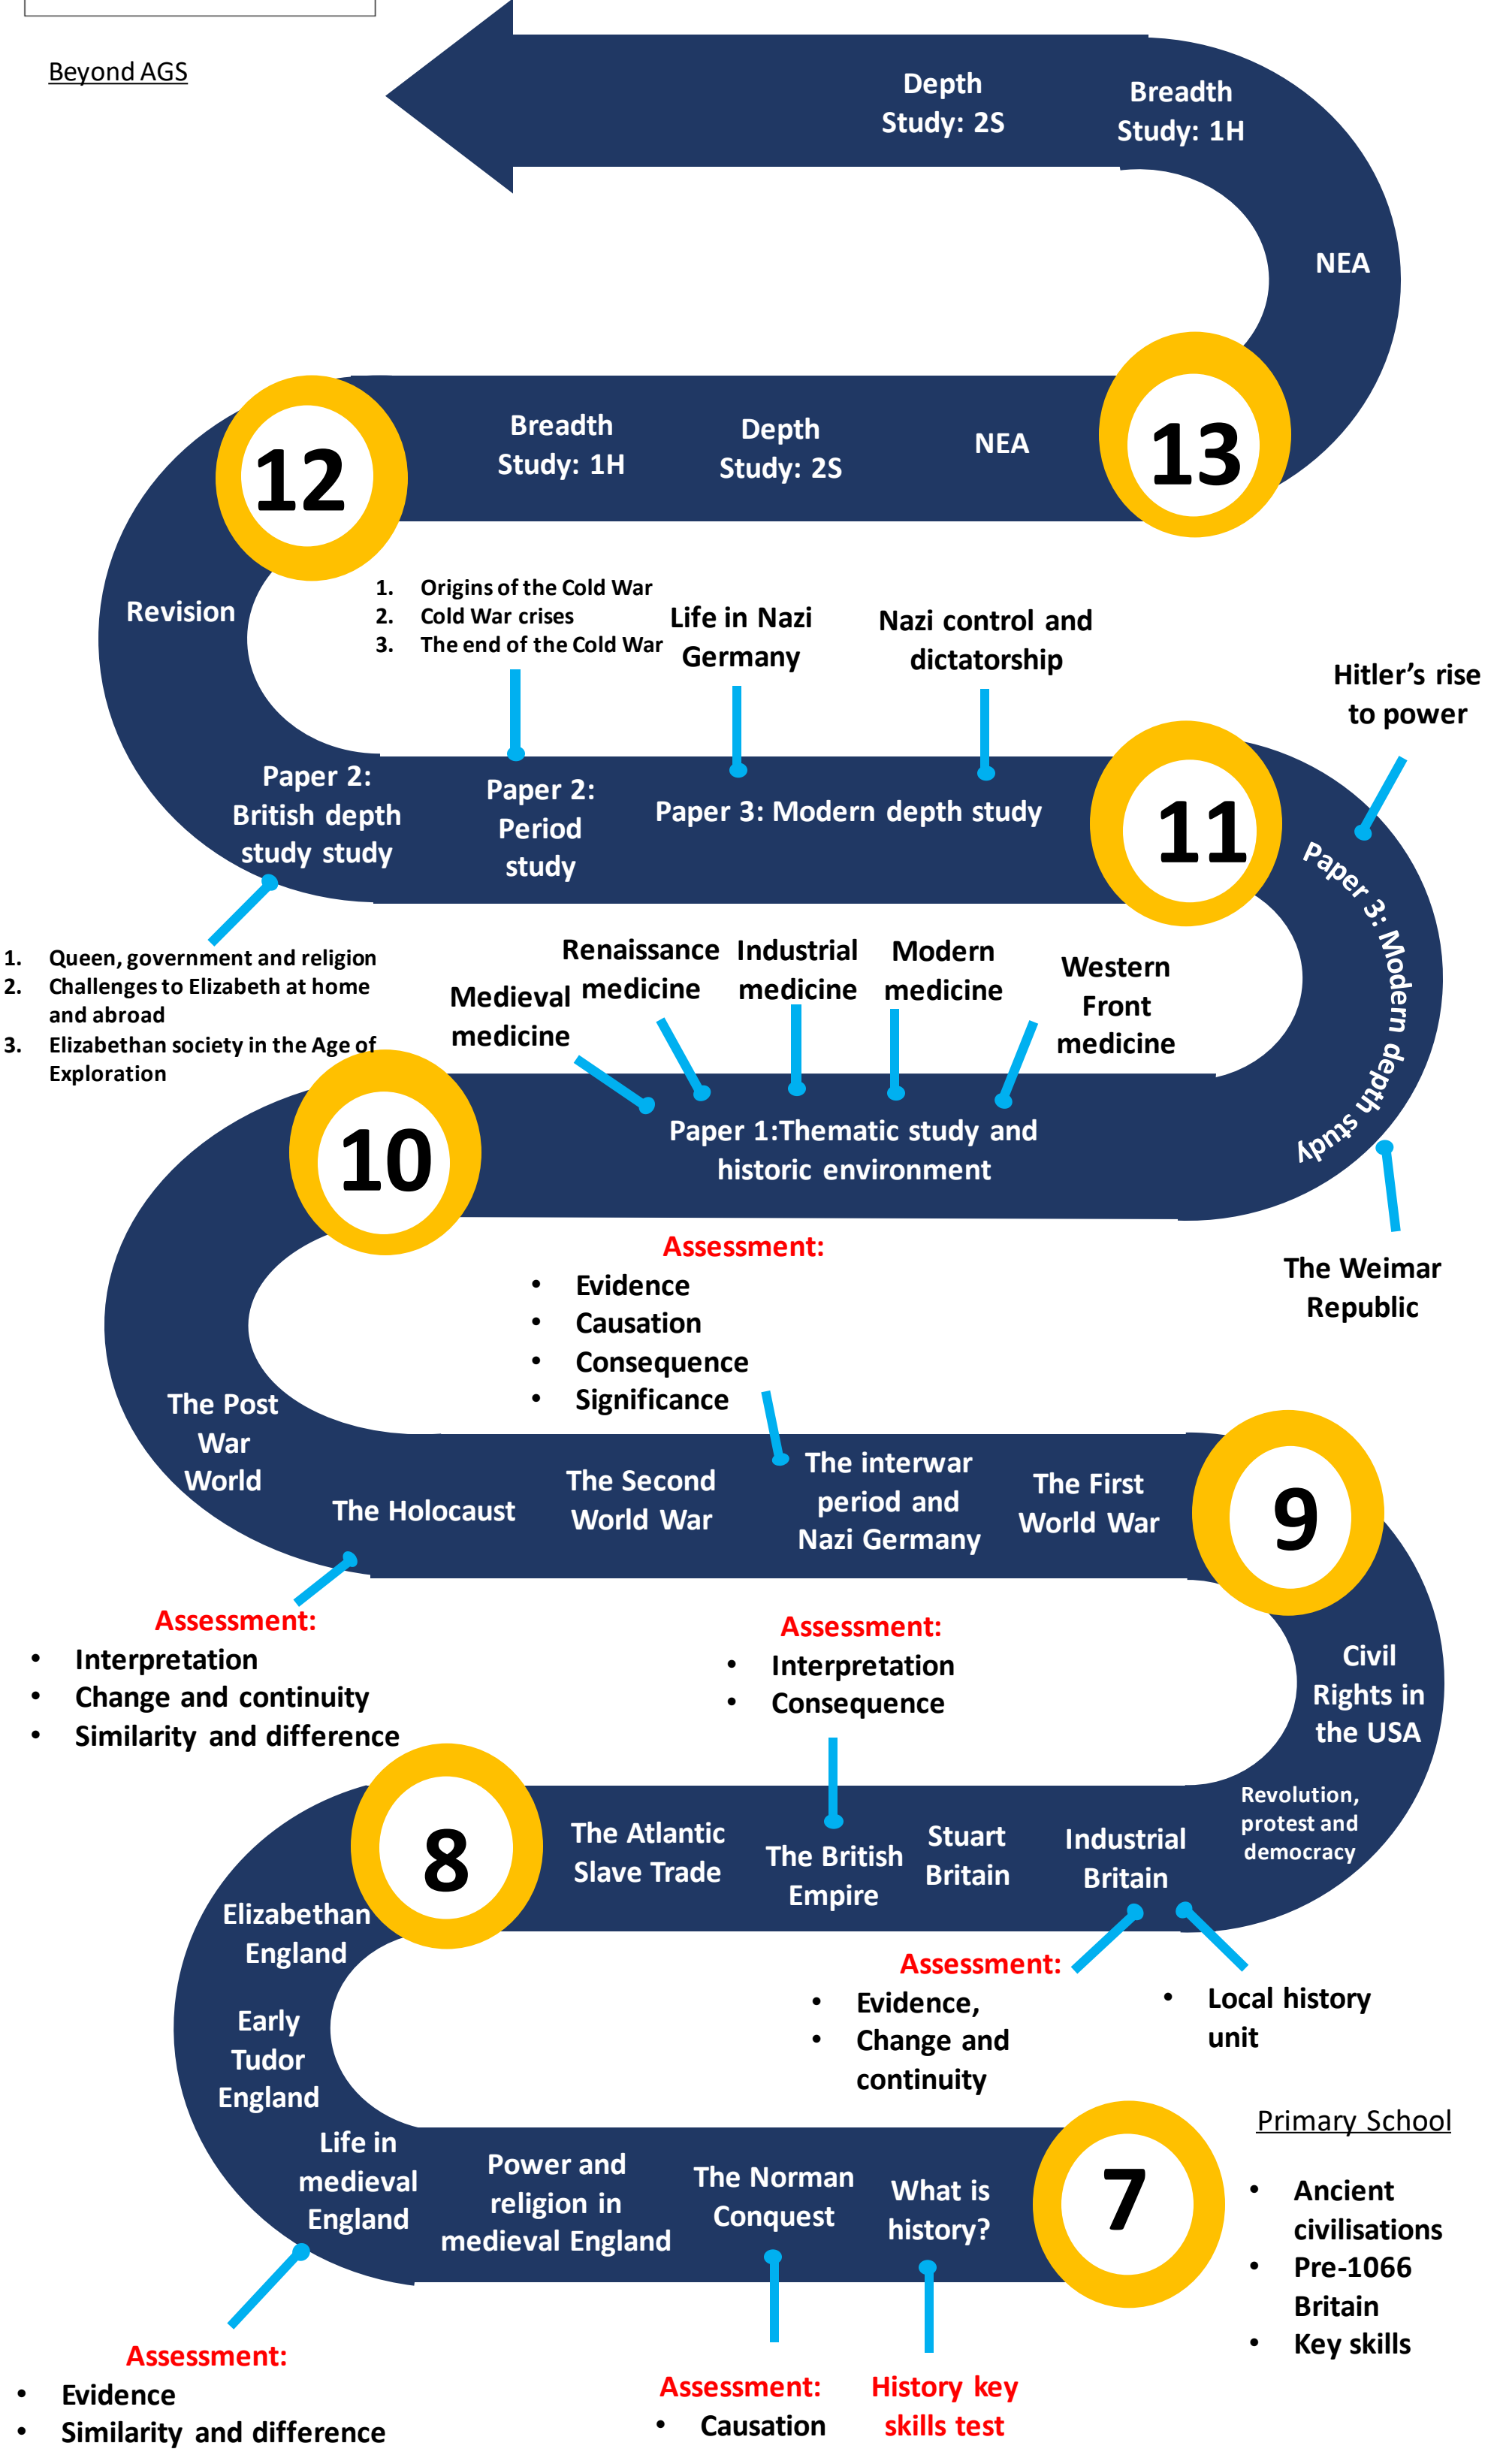 Beyond AGS
Depth
Study: 2S
Breadth
Study: 1H
NEA
12
Breadth
Study: 1H
Depth
Study: 2S
NEA
13
Revision
1. Origins of the Cold War
2. Cold War crises
3. The end of the Cold War
Life in Nazi
Germany
Nazi control and
dictatorship
Hitler’s rise
to power
Paper 2:
British depth
study study
Paper 2:
Period
study
Paper 3: Modern depth study
11
Paper 3: Modern depth study
1. Queen, government and religion
2. Challenges to Elizabeth at home
and abroad
3. Elizabethan society in the Age of
Exploration
Medieval
medicine
Renaissance
medicine
Industrial
medicine
Modern
medicine
Western
Front
medicine
10
Paper 1:Thematic study and
historic environment
The Weimar
Republic
Assessment:
• Evidence
• Causation
• Consequence
• Significance
The Post
War
World
The Holocaust
The Second
World War
The interwar
period and
Nazi Germany
The First
World War
9
Assessment:
• Interpretation
• Change and continuity
• Similarity and difference
Assessment:
• Interpretation
• Consequence
Civil
Rights in
the USA
8
The Atlantic
Slave Trade
The British
Empire
Stuart
Britain
Industrial
Britain
Revolution,
protest and
democracy
Elizabethan
England
Early
Tudor
England
Assessment:
• Evidence,
• Change and
continuity
• Local history
unit
Life in
medieval
England
Power and
religion in
medieval England
The Norman
Conquest
What is
history?
7
Primary School
• Ancient
civilisations
• Pre-1066
Britain
• Key skills
Assessment:
• Evidence
• Similarity and difference
Assessment:
• Causation
History key
skills test